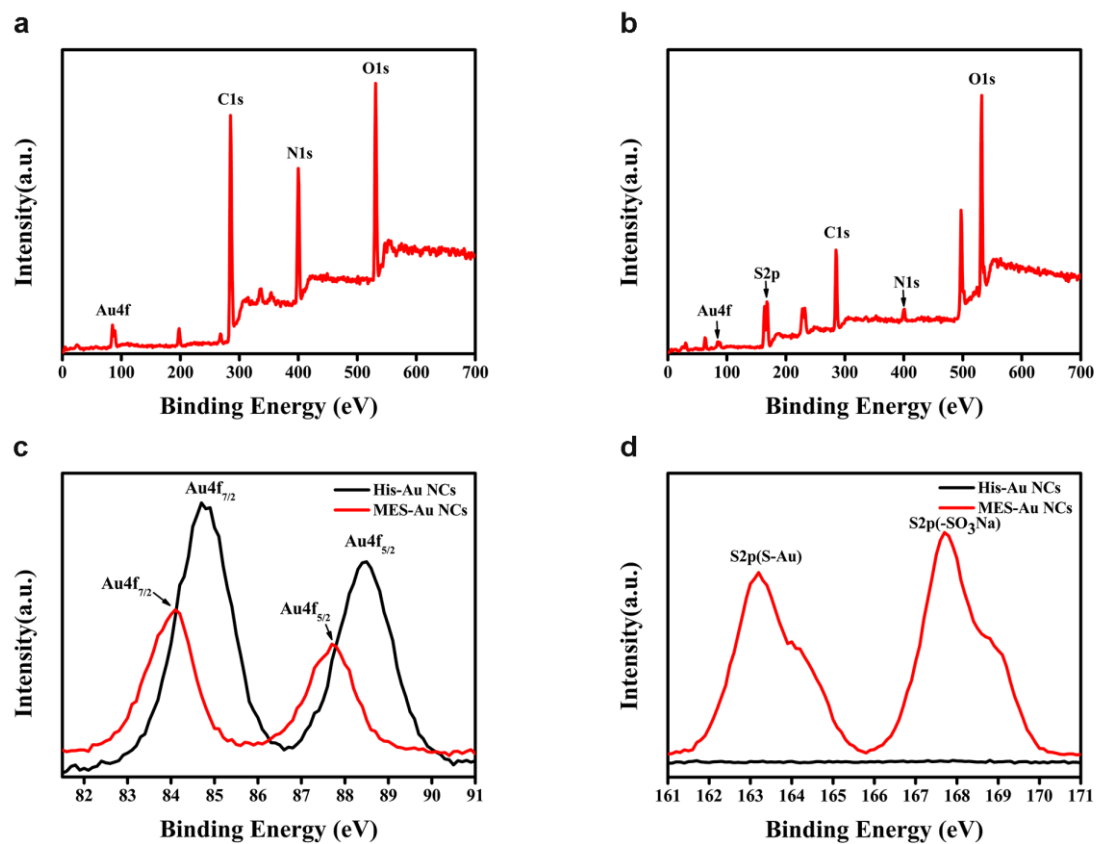 a
O1s
C1s
N1s
Au4f
Intensity(a.u.)
0 100 200 300 400 500 600 700
Binding Energy (eV)
b
O1s
C1s
S2p
N1s
Au4f
Intensity(a.u.)
0 100 200 300 400 500 600 700
Binding Energy (eV)
c
Au4f7/2
His-Au NCs
MES-Au NCs
Au4f5/2
Au4f7/2
Au4f5/2
Intensity(a.u.)
82 83 84 85 86 87 88 89 90 91
Binding Energy (eV)
d
His-Au NCs
MES-Au NCs
S2p(-SO3Na)
S2p(S-Au)
Intensity(a.u.)
161 162 163 164 165 166 167 168 169 170 171
Binding Energy (eV)